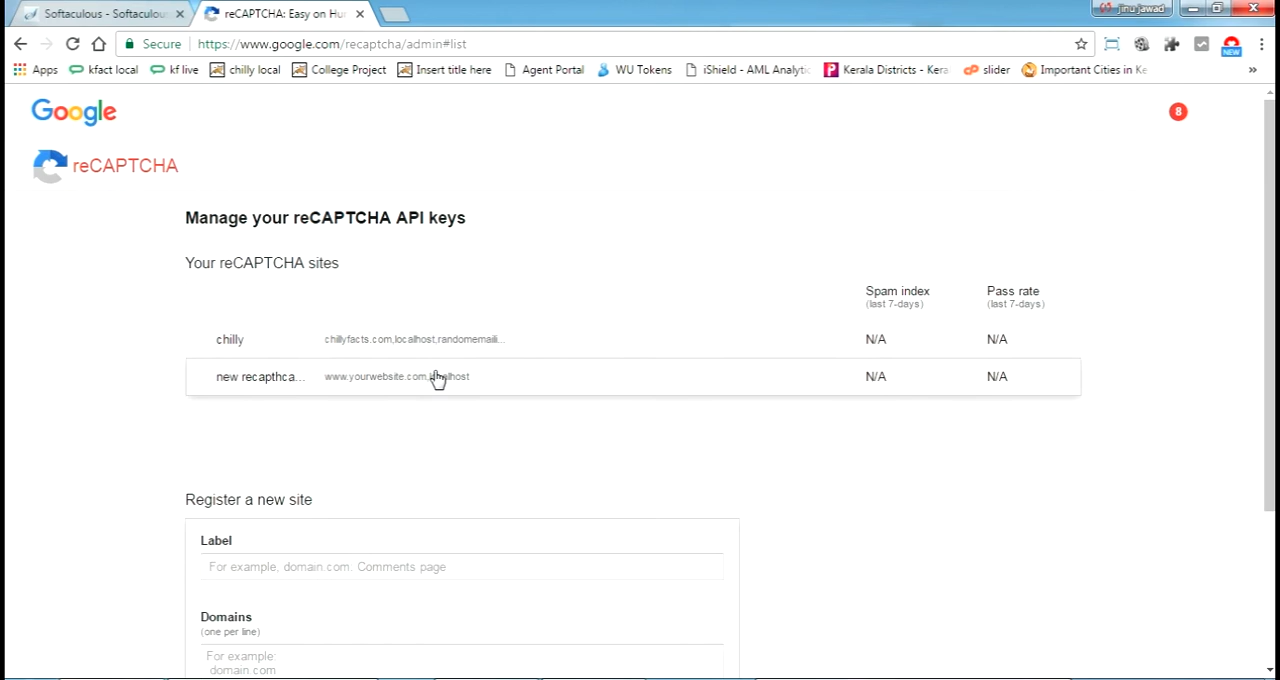 Softaculous - Softaculou
reCAPTCHA: Easy on Hu
jinu jawad
Secure
https://www.google.com/recaptcha/admin#list
NEW
Apps
kfact local
kf live
chilly local
College Project
Insert title here
Agent Portal
WU Tokens
iShield - AML Analytic
Kerala Districts - Kera
slider
Important Cities in Ke
»
Google
8
reCAPTCHA
Manage your reCAPTCHA API keys
Your reCAPTCHA sites
Spam index
(last 7-days)
Pass rate
(last 7-days)
chilly
chillyfacts.com,localhost,randomemaili...
N/A
N/A
new recapthca...
www.yourwebsite.com,localhost
N/A
N/A
Register a new site
Label
For example, domain.com: Comments page
Domains
(one per line)
For example:
domain.com